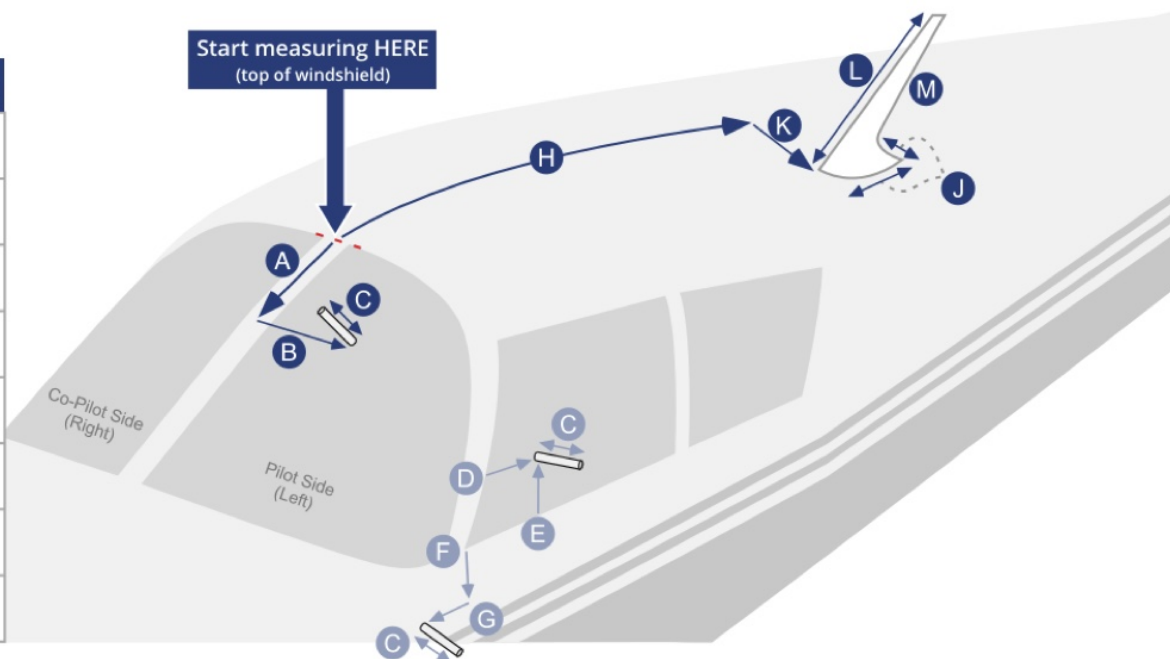 Start measuring HERE
(top of windshield)
L
M
K
H
J
A
C
B
Co-Pilot Side
(Right)
C
Pilot Side
(Left)
D
E
F
G
C